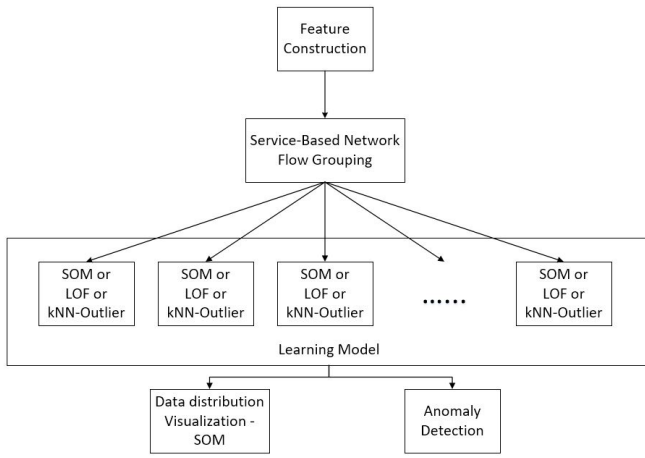 Feature
Construction
Service-Based Network
Flow Grouping
SOM or
LOF or
kNN-Outlier
SOM or
LOF or
kNN-Outlier
SOM or
LOF or
kNN-Outlier
......
SOM or
LOF or
kNN-Outlier
Learning Model
Data distribution
Visualization -
SOM
Anomaly
Detection